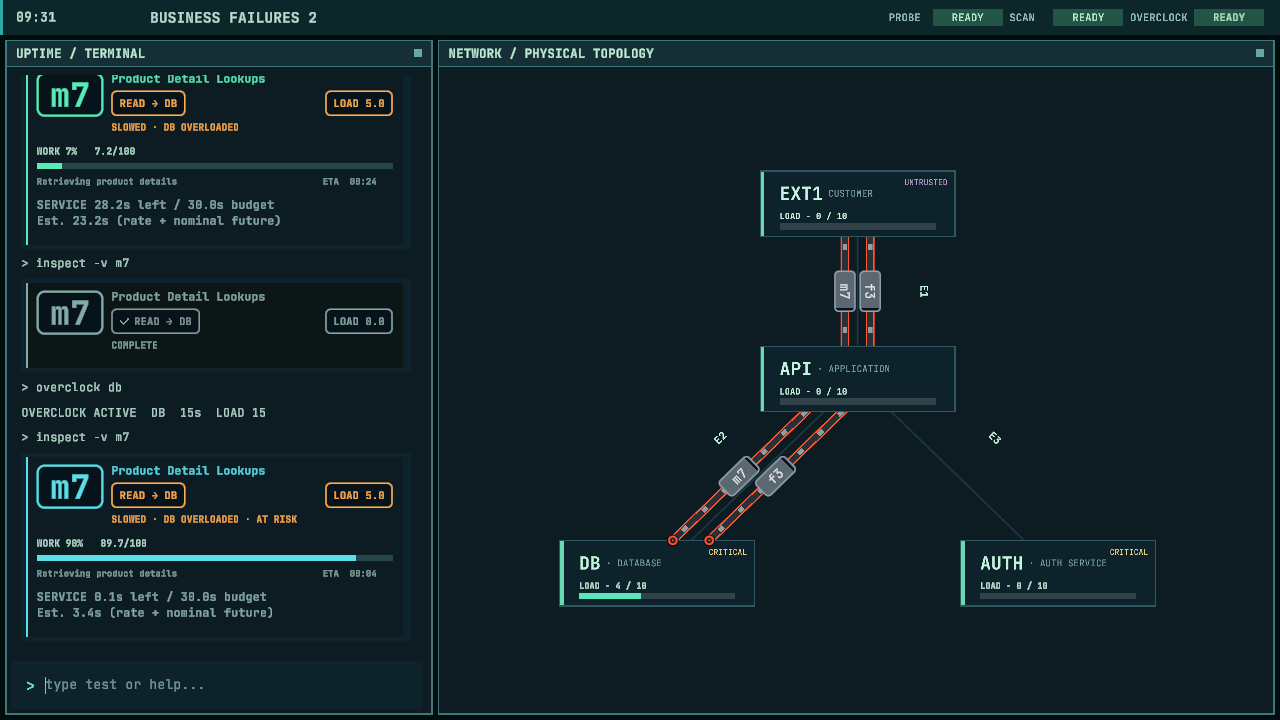 09:31
BUSINESS FAILURES 2
PROBE READY SCAN READY OVERCLOCK READY
UPTIME / TERMINAL
m7
Product Detail Lookups
READ → DB
LOAD 5.0
SLOWED · DB OVERLOADED
WORK 7% 7.2/100
Retrieving product details
ETA 00:24
SERVICE 28.2s left / 30.0s budget
Est. 23.2s (rate + nominal future)
> inspect -v m7
m7
Product Detail Lookups
✓ READ → DB
LOAD 0.0
COMPLETE
> overclock db
OVERCLOCK ACTIVE DB 15s LOAD 15
> inspect -v m7
m7
Product Detail Lookups
READ → DB
LOAD 5.0
SLOWED · DB OVERLOADED · AT RISK
WORK 90% 89.7/100
Retrieving product details
ETA 00:04
SERVICE 0.1s left / 30.0s budget
Est. 3.4s (rate + nominal future)
> type test or help...
NETWORK / PHYSICAL TOPOLOGY
UNTRUSTED
EXT1 CUSTOMER
LOAD - 0 / 10
m7
f3
E1
API · APPLICATION
LOAD - 0 / 10
E2
E3
m7
f3
CRITICAL
DB · DATABASE
LOAD - 4 / 10
CRITICAL
AUTH · AUTH SERVICE
LOAD - 0 / 10